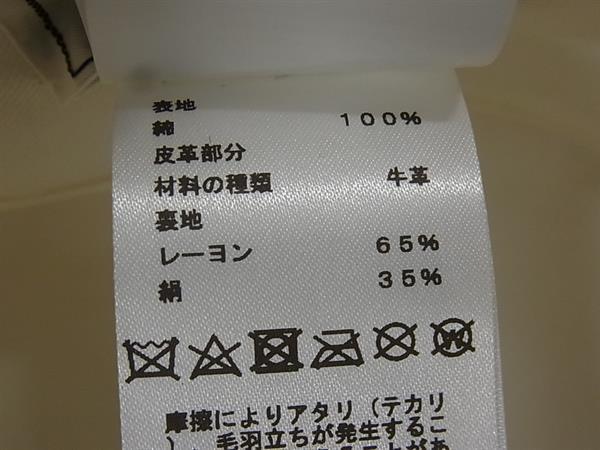 表地
綿 100%
皮革部分
材料の種類 牛革
裏地
レーヨン 65%
絹 35%
W
摩擦によりアタリ（テカリ
）、毛羽立ちが発生するこ